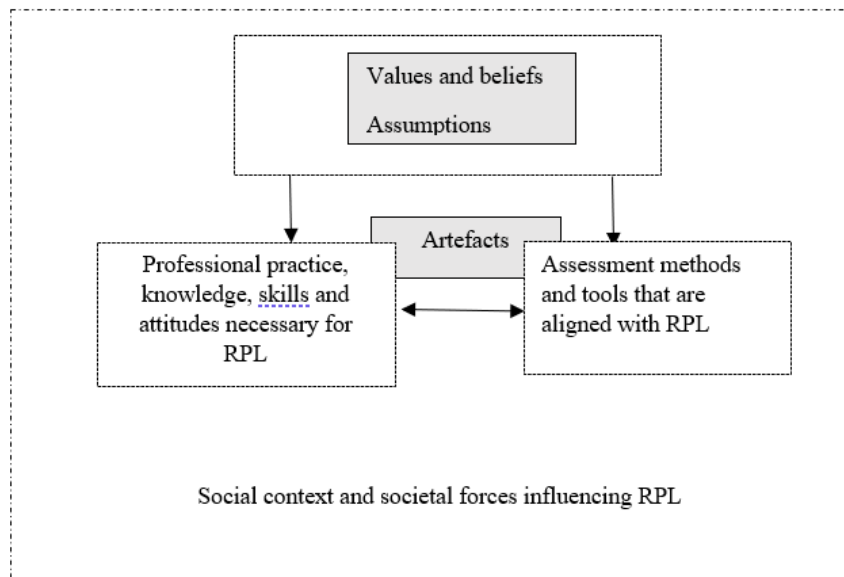 Values and beliefs
Assumptions
Artefacts
Professional practice,
knowledge, skills and
attitudes necessary for
RPL
Assessment methods
and tools that are
aligned with RPL
Social context and societal forces influencing RPL